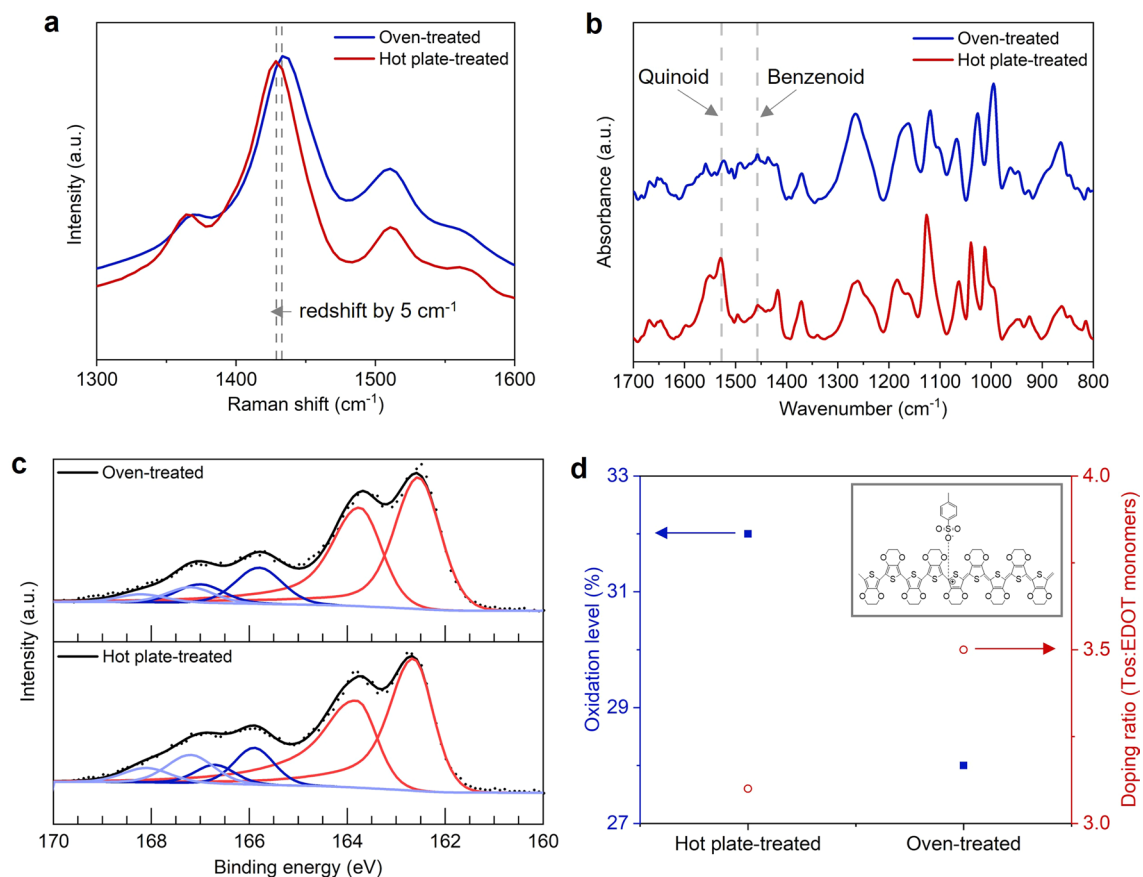 a
Oven-treated
Hot plate-treated
Intensity (a.u.)
redshift by 5 cm⁻¹
1300
1400
1500
1600
Raman shift (cm⁻¹)
b
Oven-treated
Hot plate-treated
Quinoid
Benzenoid
Absorbance (a.u.)
1700 1600 1500 1400 1300 1200 1100 1000 900 800
Wavenumber (cm⁻¹)
c
Oven-treated
Hot plate-treated
Intensity (a.u.)
170 168 166 164 162 160
Binding energy (eV)
d
33
31
29
27
Oxidation level (%)
4.0
3.5
3.0
Doping ratio (Tos:EDOT monomers)
O S O
O⁻
O O O O O O O O
S S S S S S S S
O O O O O O O O
Hot plate-treated
Oven-treated